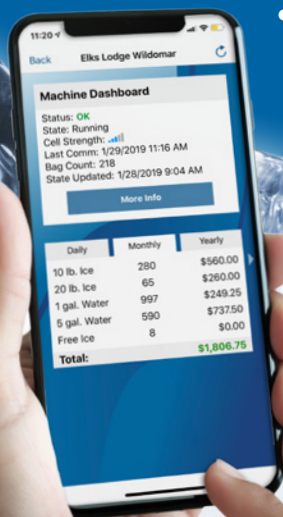 11:20
Back Elks Lodge Wildomar
Machine Dashboard
Status: OK
State: Running
Cell Strength:
Last Comm: 1/29/2019 11:16 AM
Bag Count: 218
State Updated: 1/28/2019 9:04 AM
More Info
Daily Monthly Yearly
10 lb. Ice 280 $560.00
20 lb. Ice 65 $260.00
1 gal. Water 997 $249.25
5 gal. Water 590 $737.50
Free Ice 8 $0.00
Total: $1,806.75